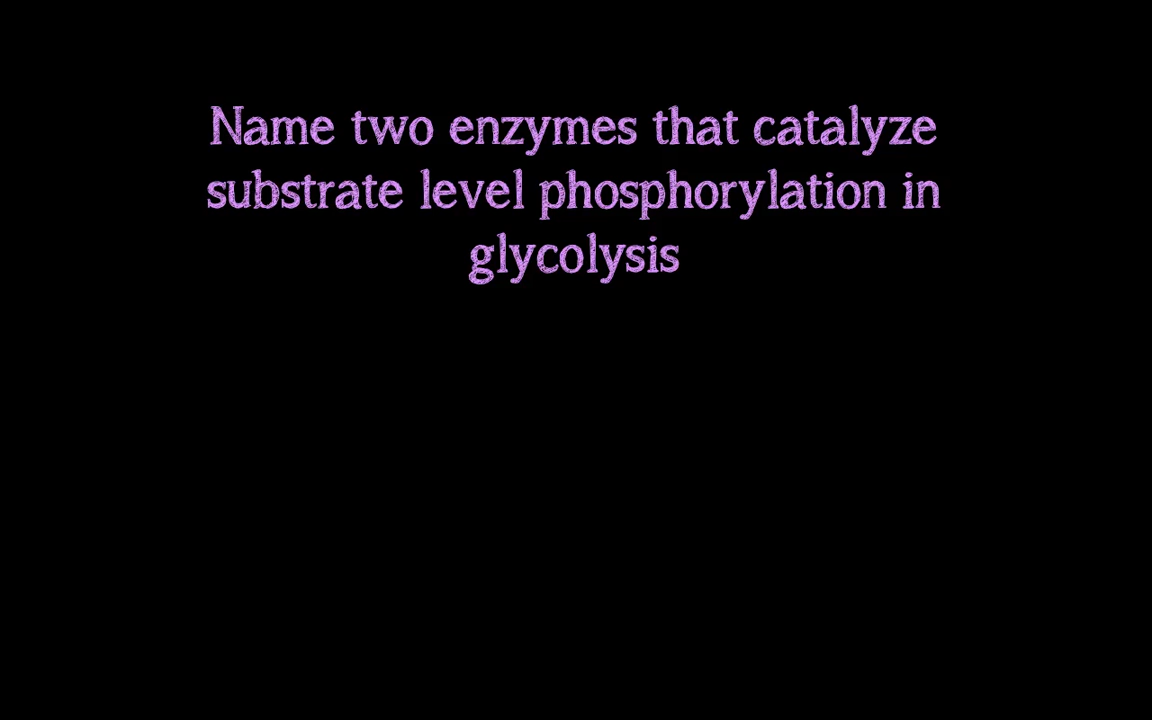 Name two enzymes that catalyze
substrate level phosphorylation in
glycolysis